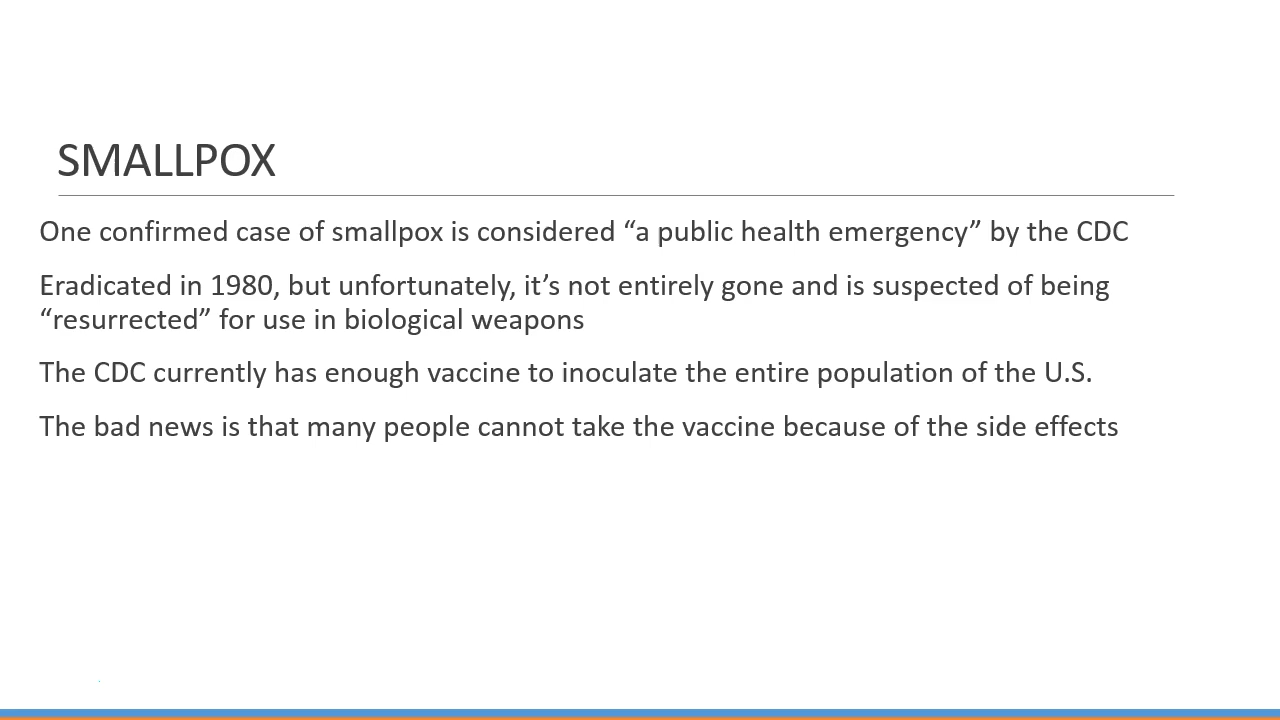 SMALLPOX
One confirmed case of smallpox is considered “a public health emergency” by the CDC
Eradicated in 1980, but unfortunately, it’s not entirely gone and is suspected of being
“resurrected” for use in biological weapons
The CDC currently has enough vaccine to inoculate the entire population of the U.S.
The bad news is that many people cannot take the vaccine because of the side effects
.